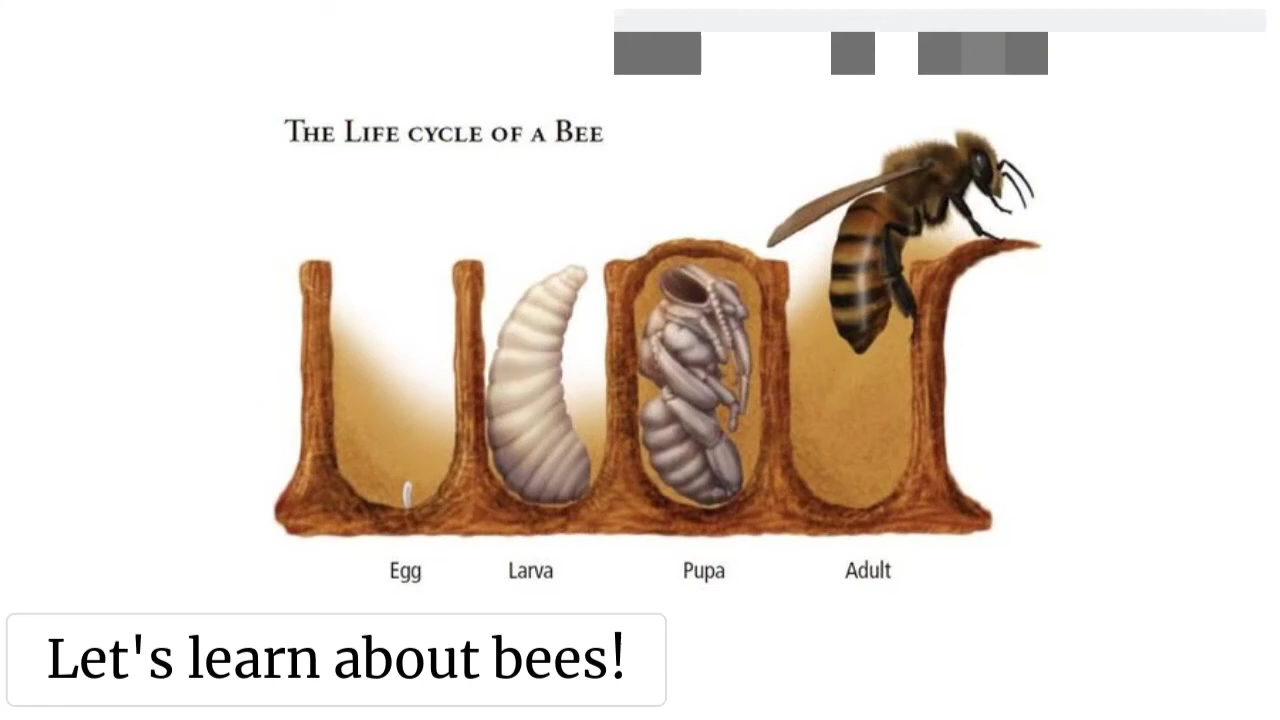 The Life cycle of a Bee
Egg Larva Pupa Adult
Let's learn about bees!